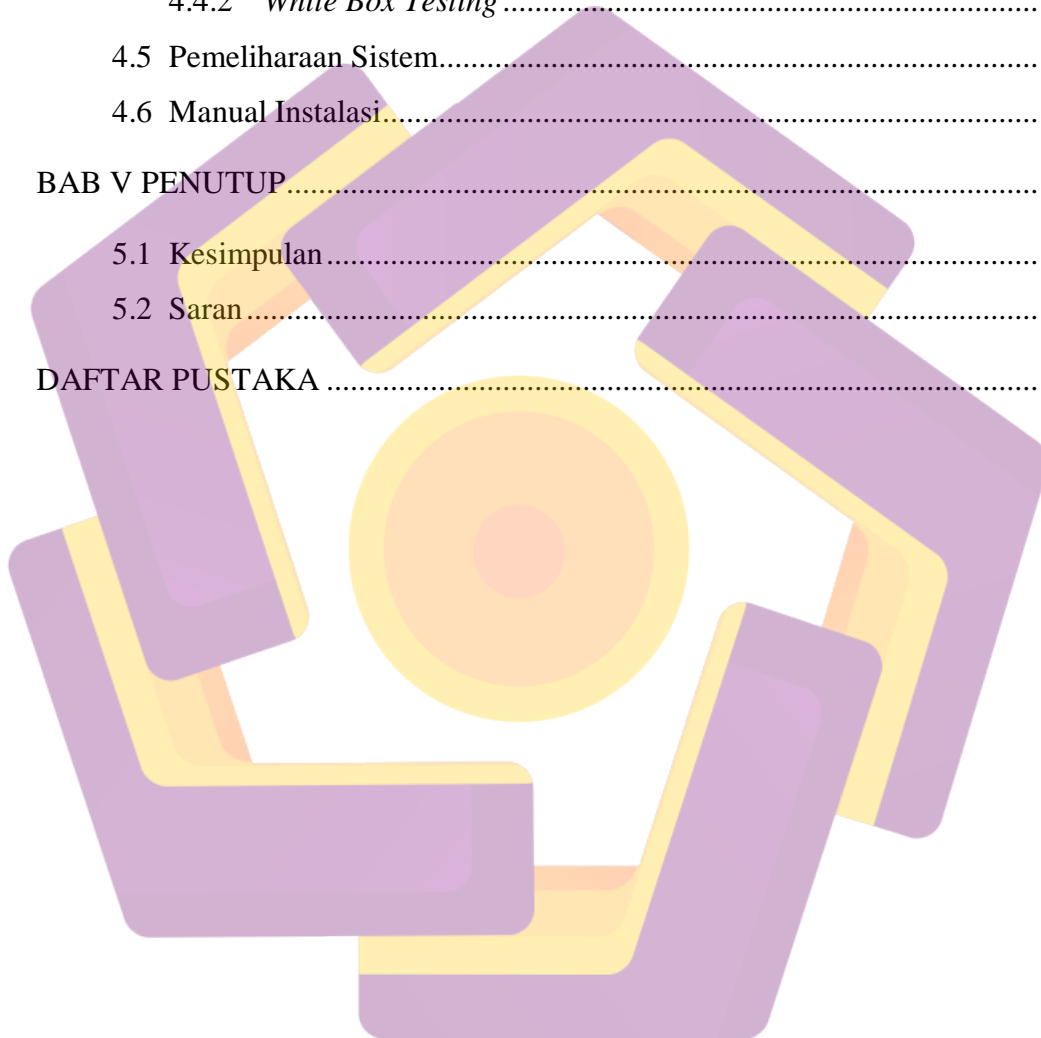 4.4.2 White Box Testing ........................................................................
4.5 Pemeliharaan Sistem........................................................................
4.6 Manual Instalasi........................................................................
BAB V PENUTUP........................................................................
5.1 Kesimpulan ........................................................................
5.2 Saran ........................................................................
DAFTAR PUSTAKA ........................................................................